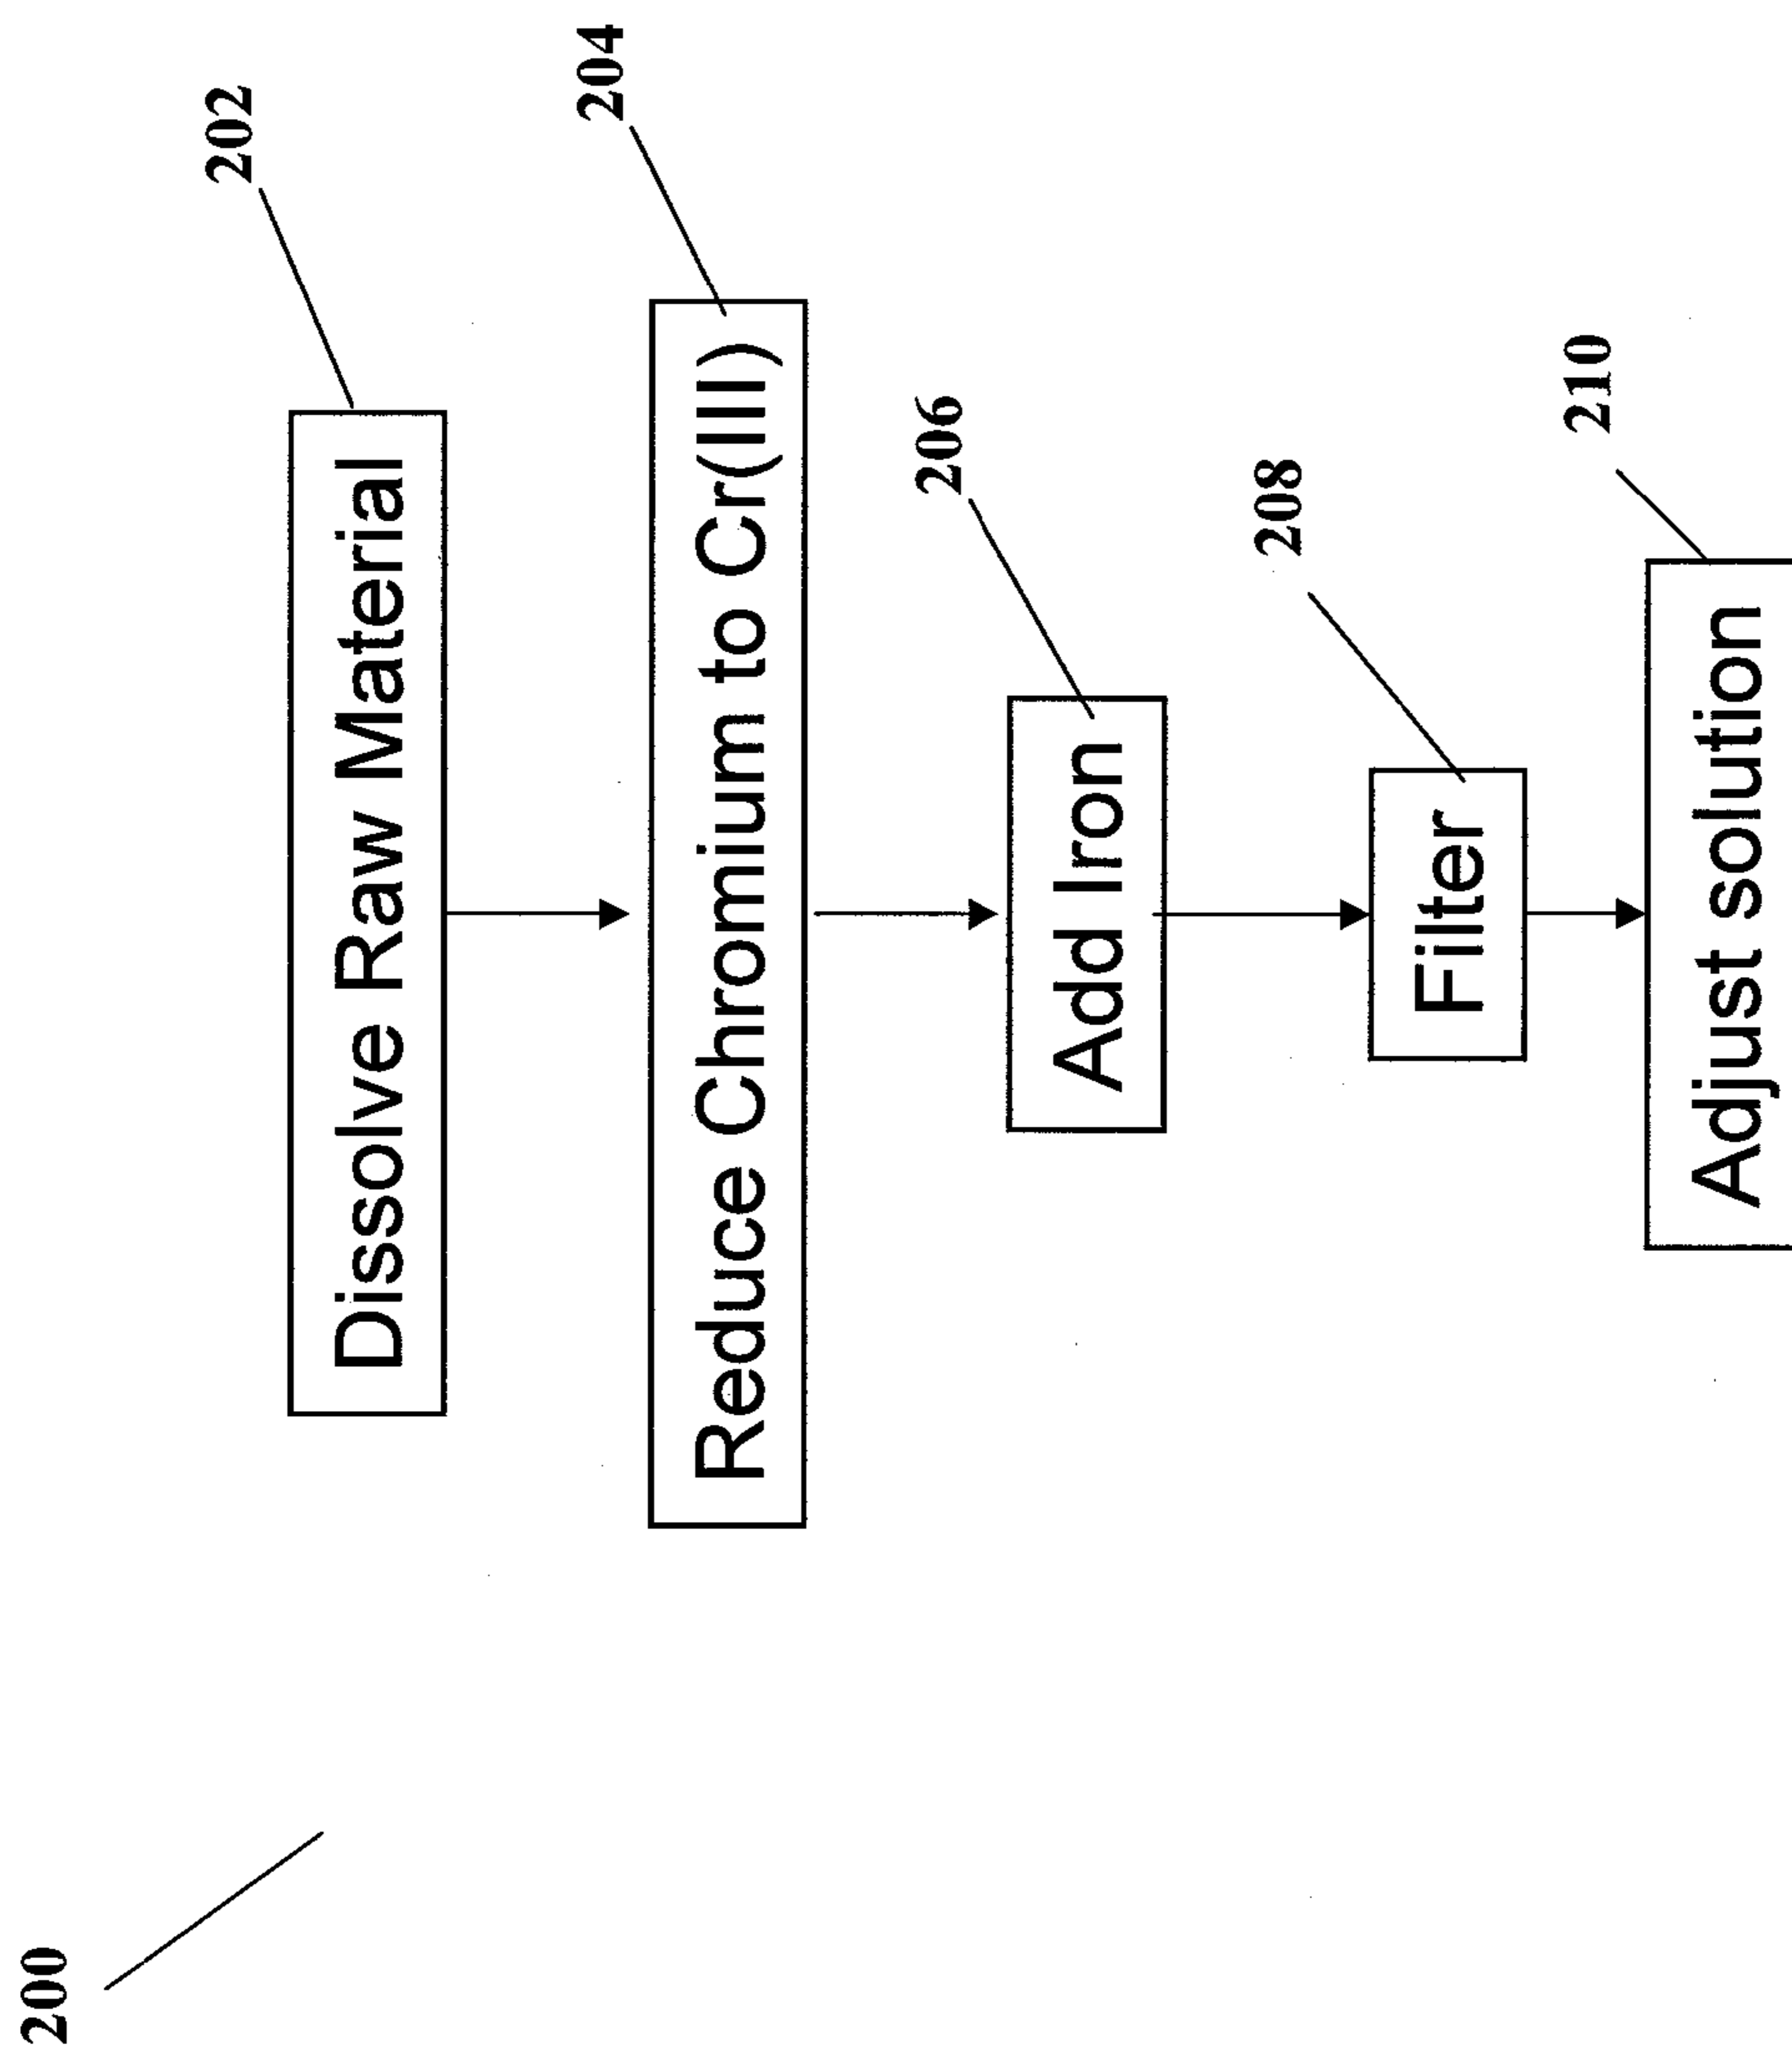 200
202
Dissolve Raw Material
204
Reduce Chromium to Cr(III)
206
Add Iron
208
Filter
210
Adjust solution